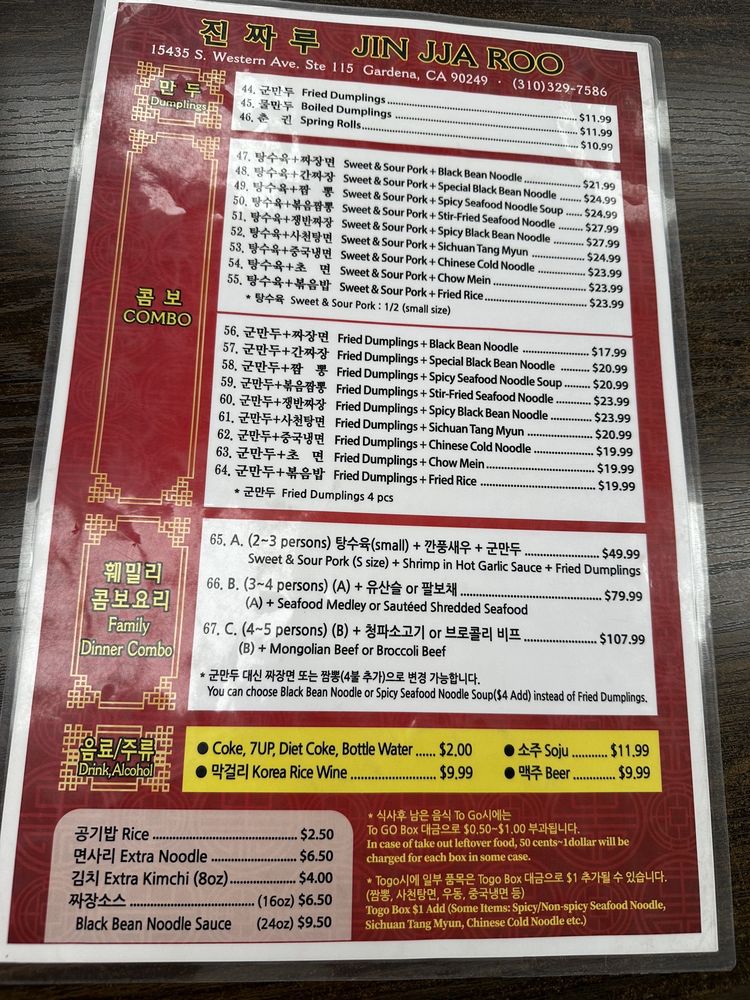 진짜루 JIN JJA ROO
15435 S. Western Ave. Ste 115 Gardena, CA 90249 · (310)329-7586
만두
Dumplings
44. 군만두 Fried Dumplings $11.99
45. 물만두 Boiled Dumplings $11.99
46. 춘 권 Spring Rolls $10.99
콤보
COMBO
47. 탕수육+짜장면 Sweet & Sour Pork + Black Bean Noodle $21.99
48. 탕수육+간짜장 Sweet & Sour Pork + Special Black Bean Noodle $24.99
49. 탕수육+짬 뽕 Sweet & Sour Pork + Spicy Seafood Noodle Soup $24.99
50. 탕수육+볶음짬뽕 Sweet & Sour Pork + Stir-Fried Seafood Noodle $27.99
51. 탕수육+쟁반짜장 Sweet & Sour Pork + Spicy Black Bean Noodle $27.99
52. 탕수육+사천탕면 Sweet & Sour Pork + Sichuan Tang Myun $24.99
53. 탕수육+중국냉면 Sweet & Sour Pork + Chinese Cold Noodle $23.99
54. 탕수육+초 면 Sweet & Sour Pork + Chow Mein $23.99
55. 탕수육+볶음밥 Sweet & Sour Pork + Fried Rice $23.99
* 탕수육 Sweet & Sour Pork : 1/2 (small size)
56. 군만두+짜장면 Fried Dumplings + Black Bean Noodle $17.99
57. 군만두+간짜장 Fried Dumplings + Special Black Bean Noodle $20.99
58. 군만두+짬 뽕 Fried Dumplings + Spicy Seafood Noodle Soup $20.99
59. 군만두+볶음짬뽕 Fried Dumplings + Stir-Fried Seafood Noodle $23.99
60. 군만두+쟁반짜장 Fried Dumplings + Spicy Black Bean Noodle $23.99
61. 군만두+사천탕면 Fried Dumplings + Sichuan Tang Myun $20.99
62. 군만두+중국냉면 Fried Dumplings + Chinese Cold Noodle $19.99
63. 군만두+초 면 Fried Dumplings + Chow Mein $19.99
64. 군만두+볶음밥 Fried Dumplings + Fried Rice $19.99
* 군만두 Fried Dumplings 4 pcs
훼밀리
콤보요리
Family
Dinner Combo
65. A. (2~3 persons) 탕수육(small) + 깐풍새우 + 군만두 $49.99
Sweet & Sour Pork (S size) + Shrimp in Hot Garlic Sauce + Fried Dumplings
66. B. (3~4 persons) (A) + 유산슬 or 팔보채 $79.99
(A) + Seafood Medley or Sautéed Shredded Seafood
67. C. (4~5 persons) (B) + 청파소고기 or 브로콜리 비프 $107.99
(B) + Mongolian Beef or Broccoli Beef
* 군만두 대신 짜장면 또는 짬뽕(4불 추가)으로 변경 가능합니다.
You can choose Black Bean Noodle or Spicy Seafood Noodle Soup($4 Add) instead of Fried Dumplings.
음료/주류
Drink, Alcohol
● Coke, 7UP, Diet Coke, Bottle Water $2.00 ● 소주 Soju $11.99
● 막걸리 Korea Rice Wine $9.99 ● 맥주 Beer $9.99
공기밥 Rice $2.50
면사리 Extra Noodle $6.50
김치 Extra Kimchi (8oz) $4.00
짜장소스 (16oz) $6.50
Black Bean Noodle Sauce (24oz) $9.50
* 식사후 남은 음식 To Go시에는
To GO Box 대금으로 $0.50~$1.00 부과됩니다.
In case of take out leftover food, 50 cents~1dollar will be
charged for each box in some case.
* Togo시에 일부 품목은 Togo Box 대금으로 $1 추가될 수 있습니다.
(짬뽕, 사천탕면, 우동, 중국냉면 등)
Togo Box $1 Add (Some Items: Spicy/Non-spicy Seafood Noodle,
Sichuan Tang Myun, Chinese Cold Noodle etc.)